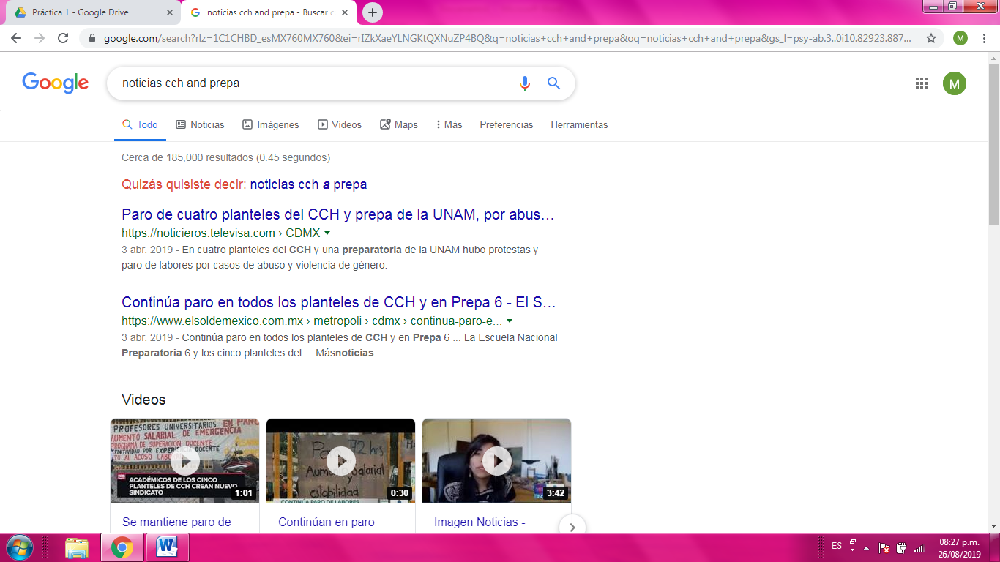 Práctica 1 - Google Drive
noticias cch and prepa - Buscar c
google.com/search?rlz=1C1CHBD_esMX760MX760&ei=rIZkXaeYLNGKtQXNuZP4BQ&q=noticias+cch+and+prepa&oq=noticias+cch+and+prepa&gs_l=psy-ab.3..0i10.82923.887...
M
Google
noticias cch and prepa
M
Todo
Noticias
Imágenes
Vídeos
Maps
Más
Preferencias
Herramientas
Cerca de 185,000 resultados (0.45 segundos)
Quizás quisiste decir: noticias cch a prepa
Paro de cuatro planteles del CCH y prepa de la UNAM, por abus…
https://noticieros.televisa.com › CDMX
3 abr. 2019 - En cuatro planteles del CCH y una preparatoria de la UNAM hubo protestas y
paro de labores por casos de abuso y violencia de género.
Continúa paro en todos los planteles de CCH y en Prepa 6 - El S…
https://www.elsoldemexico.com.mx › metropoli › cdmx › continua-paro-e...
3 abr. 2019 - Continúa paro en todos los planteles de CCH y en Prepa 6 ... La Escuela Nacional
Preparatoria 6 y los cinco planteles del ... Másnoticias.
Videos
PROFESORES UNIVERSITARIOS EN PARO
AUMENTO SALARIAL DE EMERGENCIA
PROGRAMA DE SUPERACIÓN DOCENTE
POR EXPERIENCIA DOCENTE
AL ACOSO
ACADÉMICOS DE LOS CINCO
PLANTELES DE CCH CREAN NUEVO
SINDICATO
1:01
72 hrs
Salarial
estabilidad
CONTINÚA PARO DE LABORES
0:30
3:42
Se mantiene paro de
Continúan en paro
Imagen Noticias -
ES
08:27 p.m.
26/08/2019